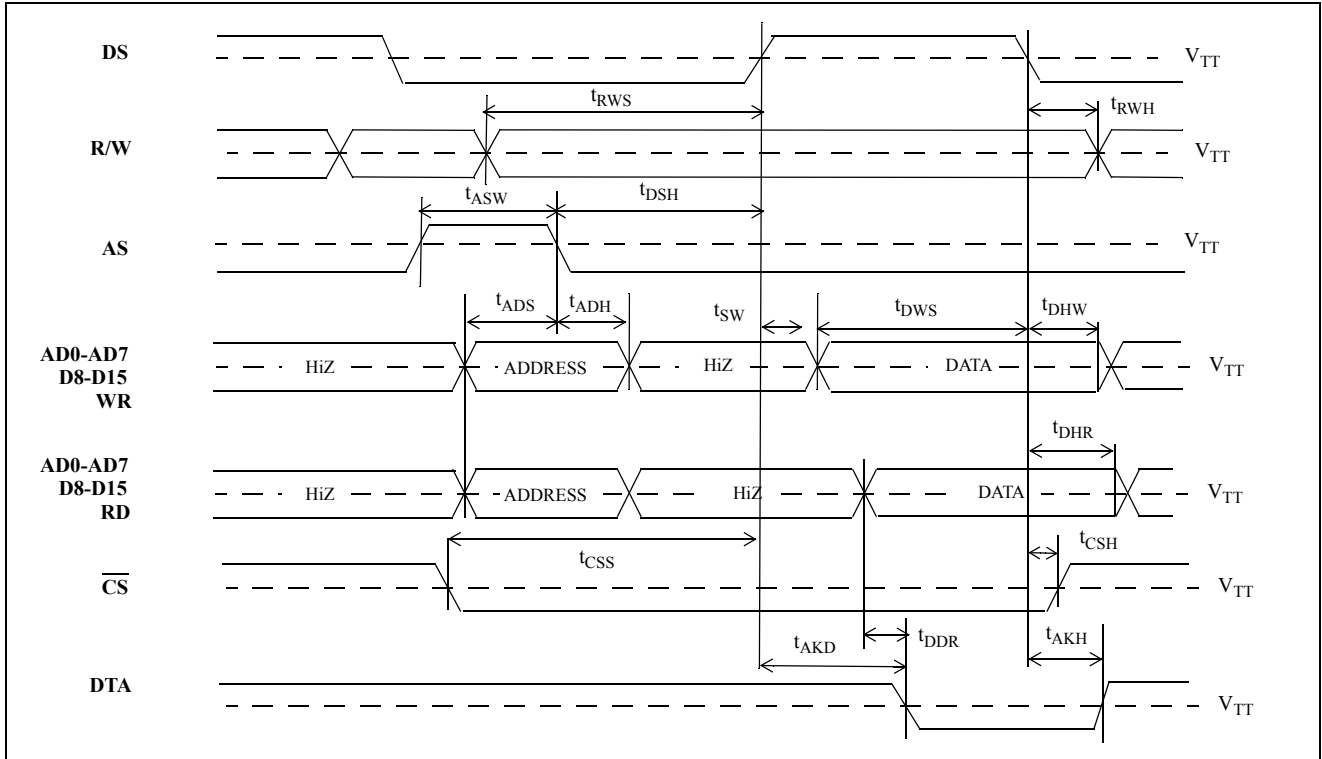 DS
V_TT
t_RWS
t_RWH
R/W
V_TT
t_ASW
t_DSH
AS
V_TT
t_ADS
t_ADH
t_SW
t_DWS
t_DHW
AD0-AD7
D8-D15
WR
HiZ
ADDRESS
HiZ
DATA
V_TT
t_DHR
AD0-AD7
D8-D15
RD
HiZ
ADDRESS
HiZ
DATA
V_TT
t_CSS
t_CSH
C̅S̅
V_TT
t_AKD
t_DDR
t_AKH
DTA
V_TT